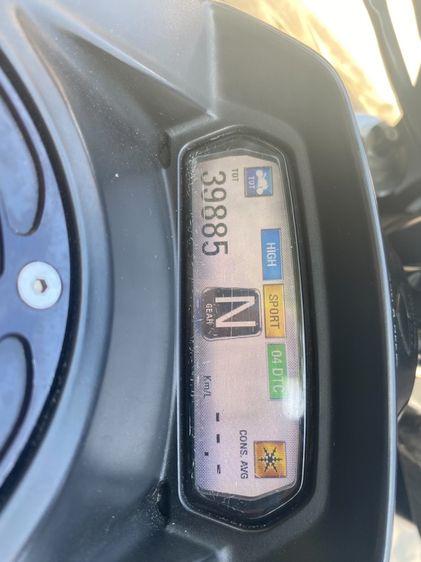 HIGH SPORT 04 DTC
TOT CONS. AVG
39885 N --.-
GEAR Km/L